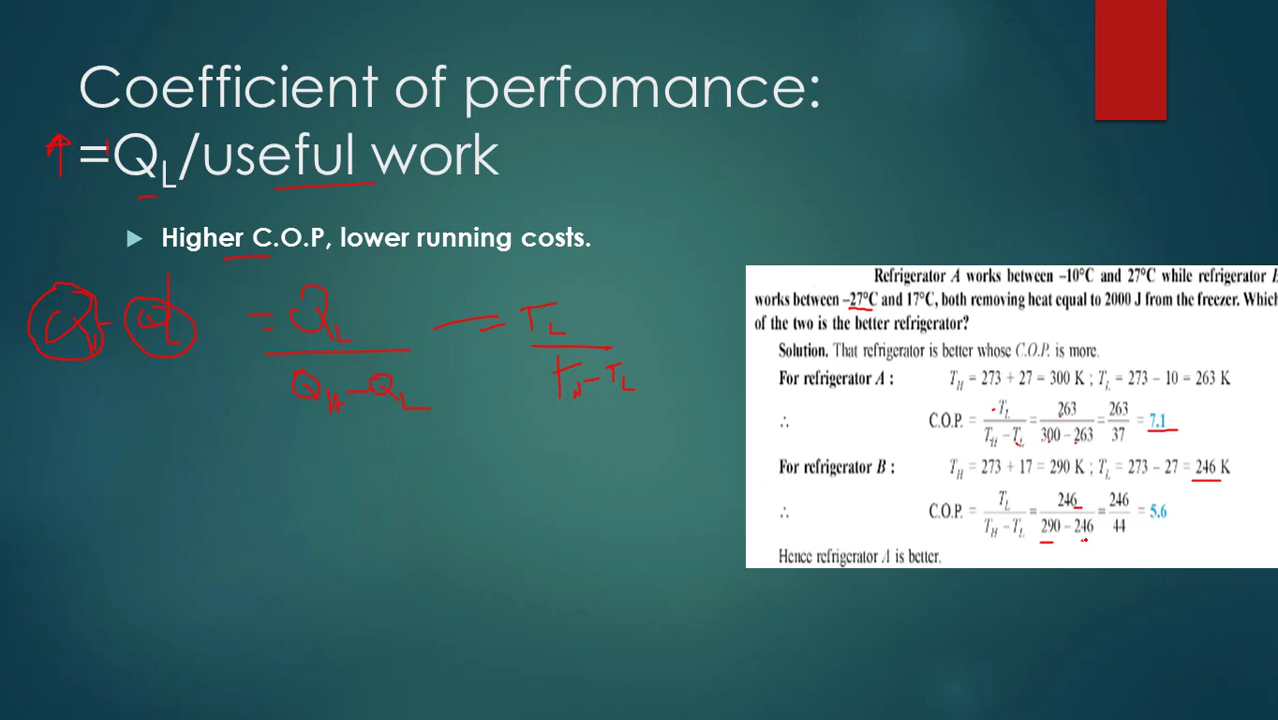 Coefficient of perfomance:
=QL/useful work
Higher C.O.P, lower running costs.
QL = QL / QH – QL = TL / TH – TL
Refrigerator A works between –10°C and 27°C while refrigerator B
works between –27°C and 17°C, both removing heat equal to 2000 J from the freezer. Which
of the two is the better refrigerator?
Solution. That refrigerator is better whose C.O.P. is more.
For refrigerator A : TH = 273 + 27 = 300 K ; TL = 273 – 10 = 263 K
∴ C.O.P. = TL / TH – TL = 263 / 300 – 263 = 263 / 37 = 7.1
For refrigerator B : TH = 273 + 17 = 290 K ; TL = 273 – 27 = 246 K
∴ C.O.P. = TL / TH – TL = 246 / 290 – 246 = 246 / 44 = 5.6
Hence refrigerator A is better.